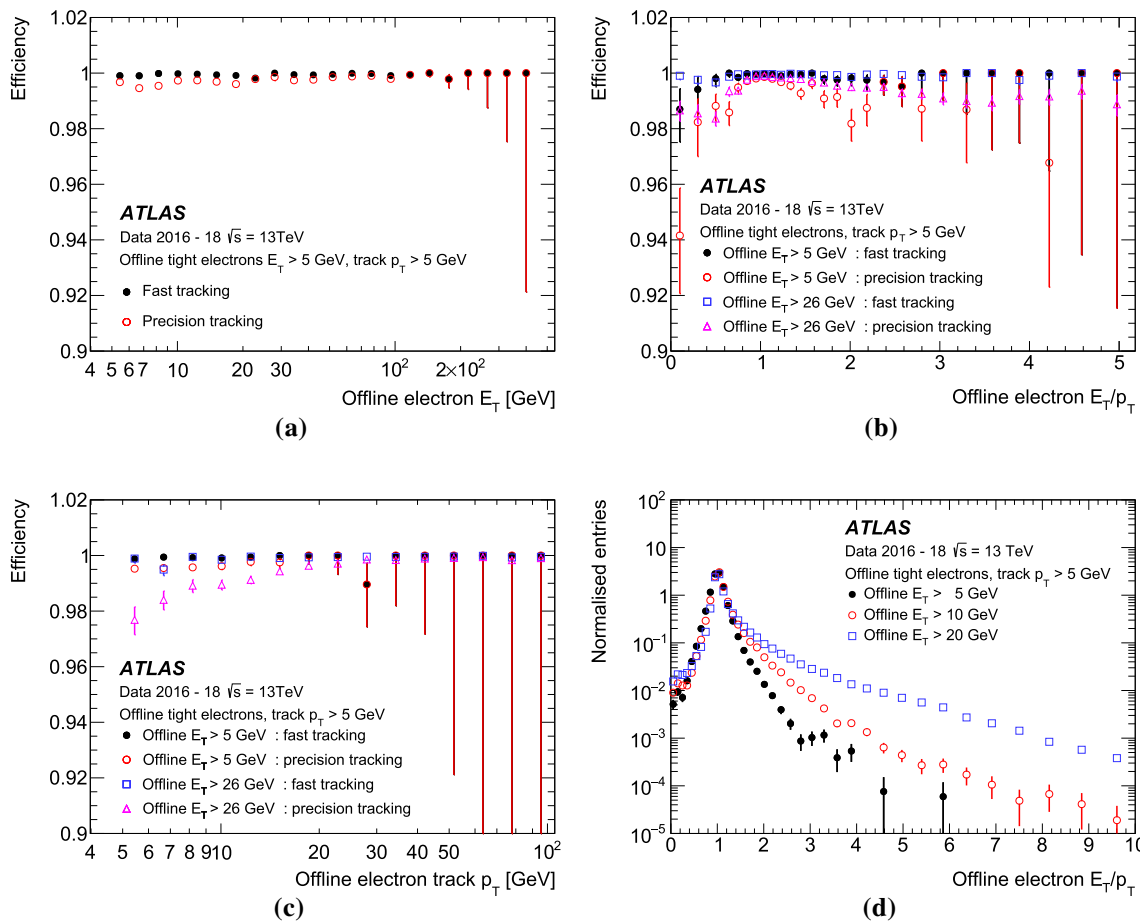 1.02
1
0.98
0.96
0.94
0.92
0.9
Efficiency
ATLAS
Data 2016 - 18 √s = 13TeV
Offline tight electrons E_T > 5 GeV, track p_T > 5 GeV
Fast tracking
Precision tracking
4 5 6 7 10 20 30 10² 2×10²
Offline electron E_T [GeV]
(a)
1.02
1
0.98
0.96
0.94
0.92
0.9
Efficiency
ATLAS
Data 2016 - 18 √s = 13TeV
Offline tight electrons, track p_T > 5 GeV
Offline E_T > 5 GeV : fast tracking
Offline E_T > 5 GeV : precision tracking
Offline E_T > 26 GeV : fast tracking
Offline E_T > 26 GeV : precision tracking
0 1 2 3 4 5
Offline electron E_T/p_T
(b)
1.02
1
0.98
0.96
0.94
0.92
0.9
Efficiency
ATLAS
Data 2016 - 18 √s = 13TeV
Offline tight electrons, track p_T > 5 GeV
Offline E_T > 5 GeV : fast tracking
Offline E_T > 5 GeV : precision tracking
Offline E_T > 26 GeV : fast tracking
Offline E_T > 26 GeV : precision tracking
4 5 6 7 8 910 20 30 40 50 10²
Offline electron track p_T [GeV]
(c)
10²
10
1
10⁻¹
10⁻²
10⁻³
10⁻⁴
10⁻⁵
Normalised entries
ATLAS
Data 2016 - 18 √s = 13 TeV
Offline tight electrons, track p_T > 5 GeV
Offline E_T > 5 GeV
Offline E_T > 10 GeV
Offline E_T > 20 GeV
0 1 2 3 4 5 6 7 8 9 10
Offline electron E_T/p_T
(d)